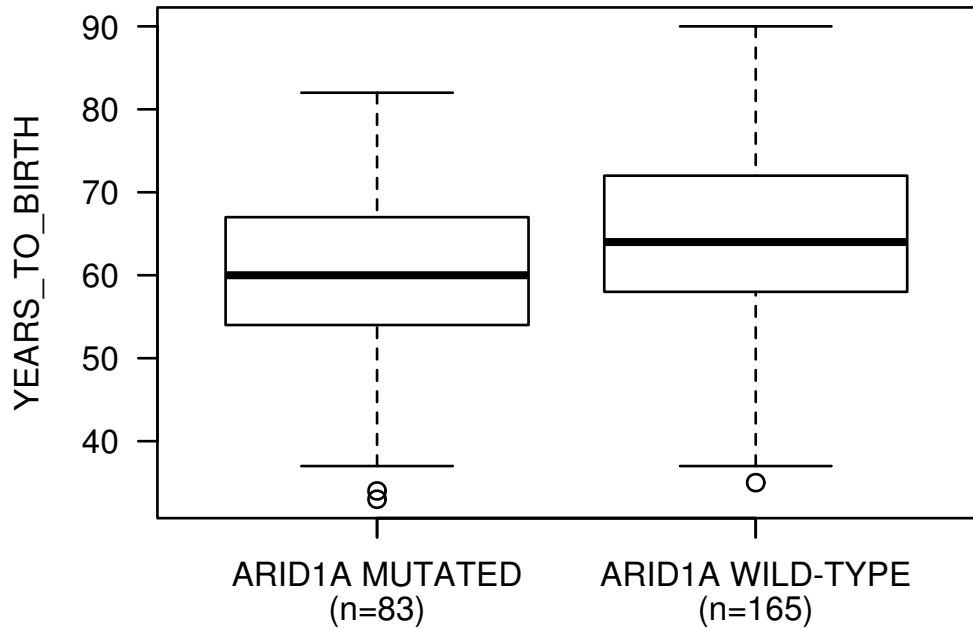 YEARS_TO_BIRTH
90
80
70
60
50
40
ARID1A MUTATED
(n=83)
ARID1A WILD-TYPE
(n=165)